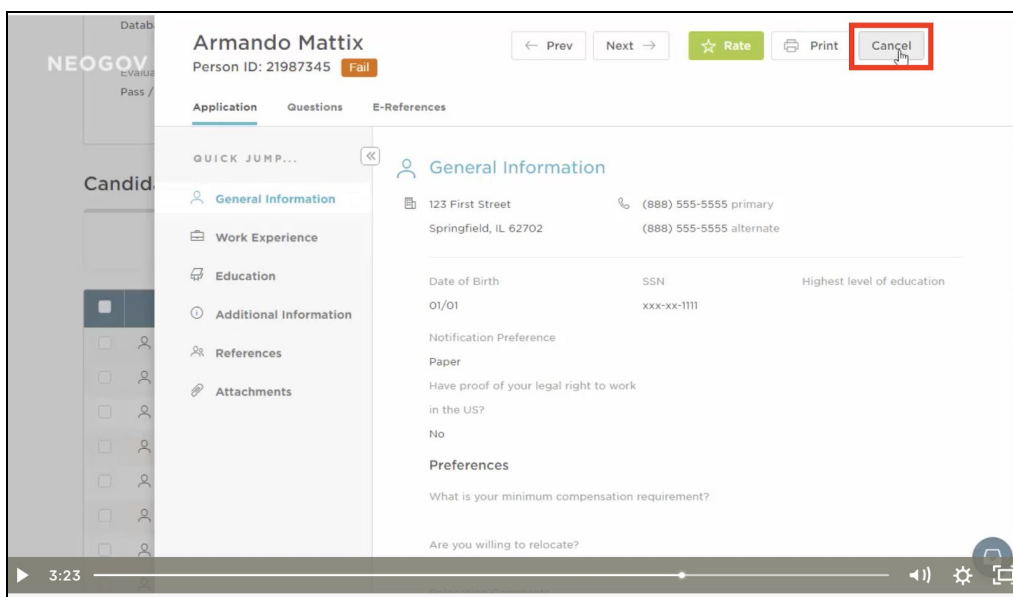 Datab
NEOGOV
Evalua
Pass /
Candid
Armando Mattix
Person ID: 21987345 Fail
← Prev Next → Rate Print Cancel
Application Questions E-References
QUICK JUMP...
General Information
Work Experience
Education
Additional Information
References
Attachments
General Information
123 First Street (888) 555-5555 primary
Springfield, IL 62702 (888) 555-5555 alternate
Date of Birth SSN Highest level of education
01/01 xxx-xx-1111
Notification Preference
Paper
Have proof of your legal right to work
in the US?
No
Preferences
What is your minimum compensation requirement?
Are you willing to relocate?
3:23